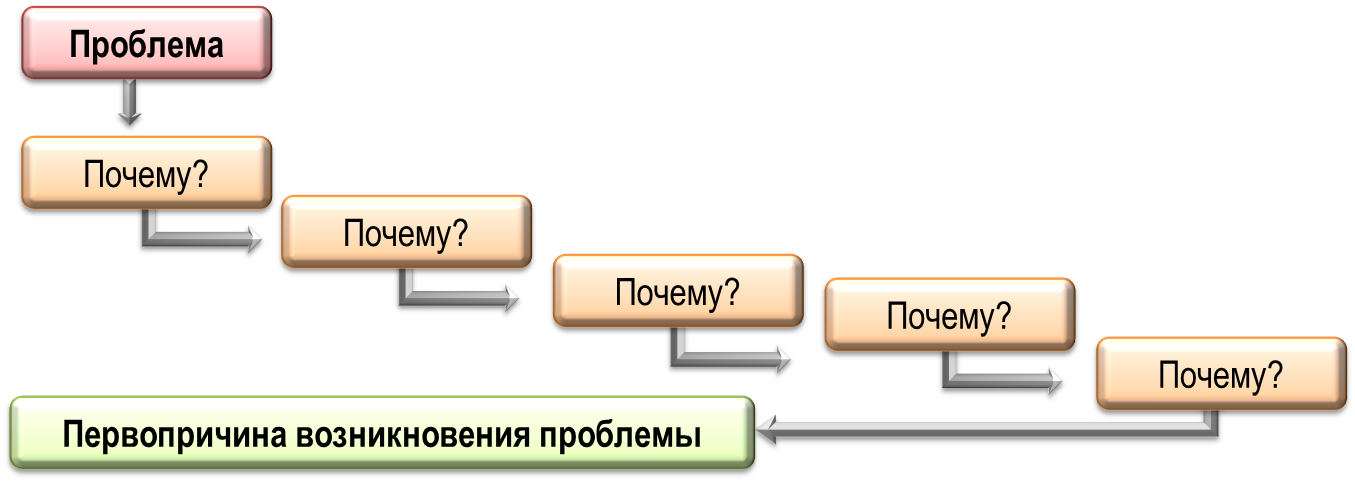 Проблема
Почему?
Почему?
Почему?
Почему?
Почему?
Первопричина возникновения проблемы